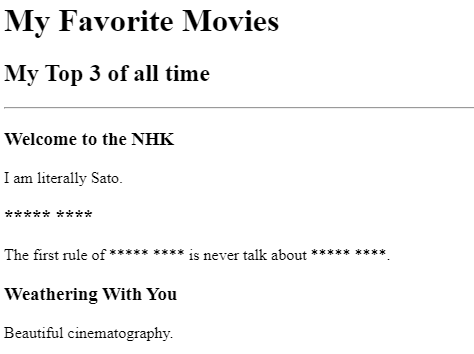 My Favorite Movies
My Top 3 of all time
Welcome to the NHK
I am literally Sato.
***** ****
The first rule of ***** **** is never talk about ***** ****.
Weathering With You
Beautiful cinematography.